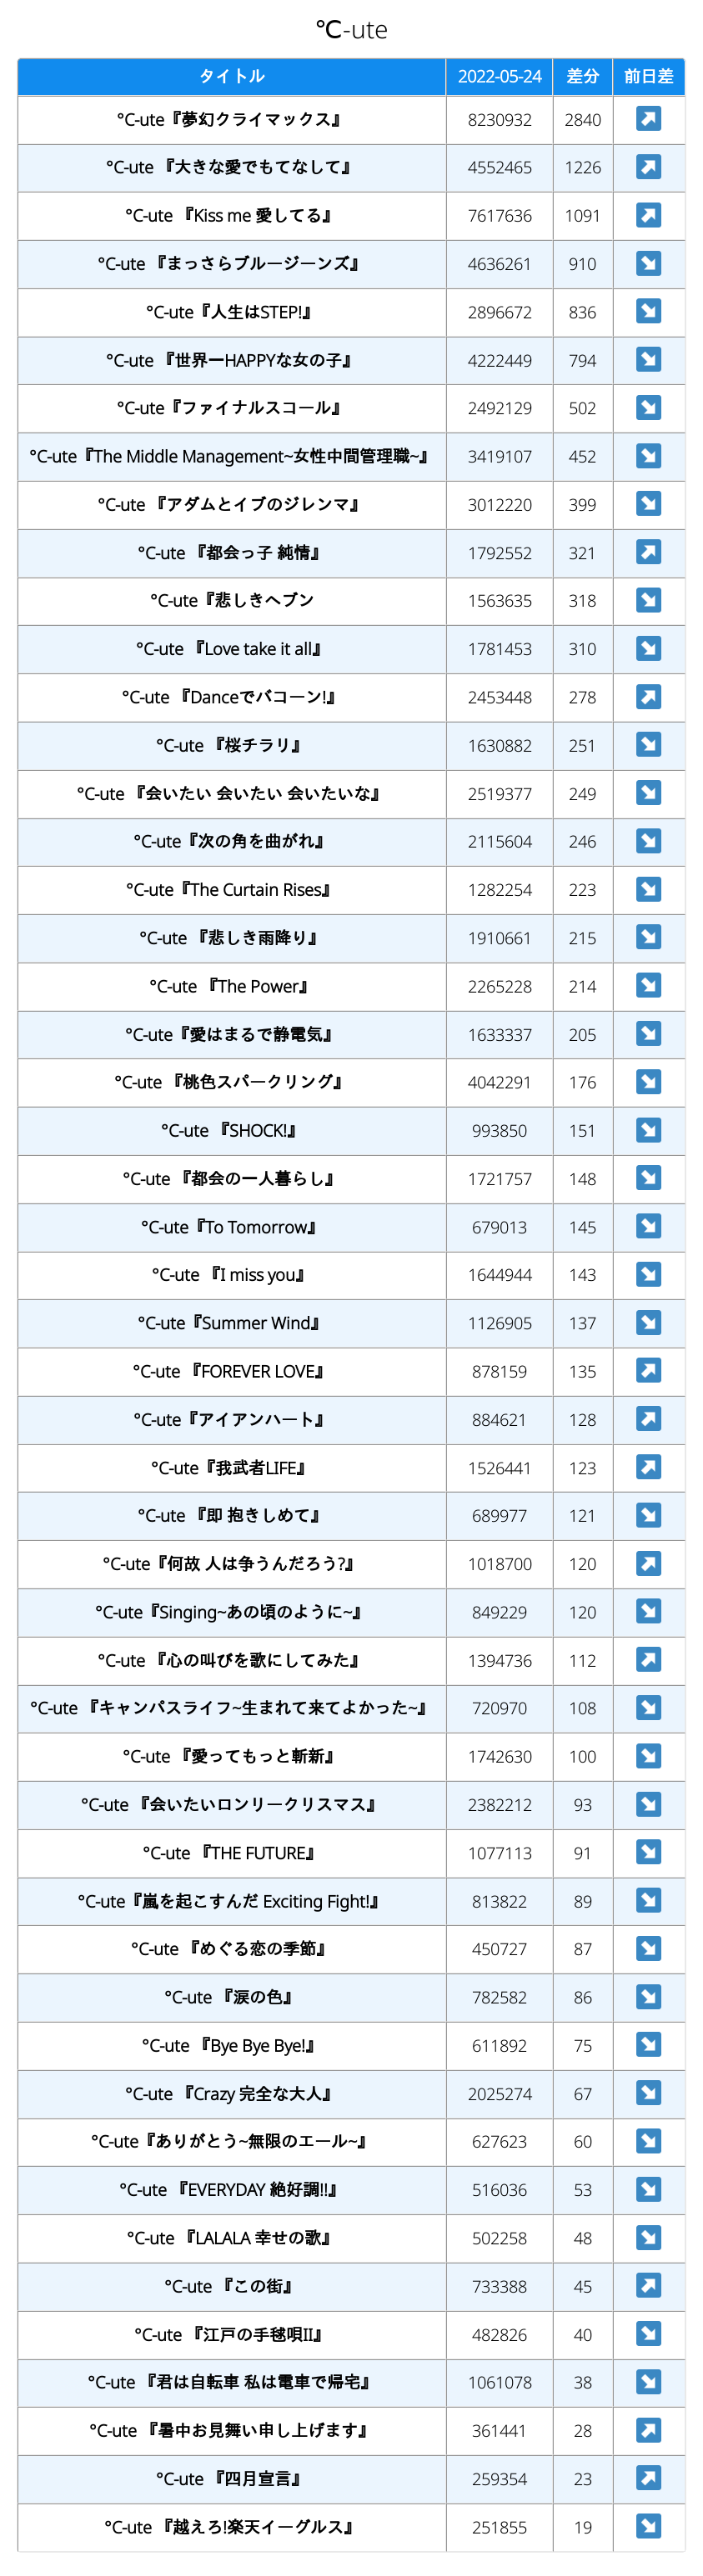 ℃-ute
タイトル 2022-05-24 差分 前日差
°C-ute『夢幻クライマックス』 8230932 2840 ↗
°C-ute 『大きな愛でもてなして』 4552465 1226 ↗
°C-ute 『Kiss me 愛してる』 7617636 1091 ↗
°C-ute 『まっさらブルージーンズ』 4636261 910 ↘
°C-ute『人生はSTEP!』 2896672 836 ↘
°C-ute 『世界一HAPPYな女の子』 4222449 794 ↘
°C-ute『ファイナルスコール』 2492129 502 ↘
°C-ute『The Middle Management~女性中間管理職~』 3419107 452 ↘
°C-ute 『アダムとイブのジレンマ』 3012220 399 ↘
°C-ute 『都会っ子 純情』 1792552 321 ↗
°C-ute『悲しきヘブン 1563635 318 ↘
°C-ute 『Love take it all』 1781453 310 ↘
°C-ute 『Danceでバコーン!』 2453448 278 ↗
°C-ute 『桜チラリ』 1630882 251 ↘
°C-ute 『会いたい 会いたい 会いたいな』 2519377 249 ↘
°C-ute『次の角を曲がれ』 2115604 246 ↘
°C-ute『The Curtain Rises』 1282254 223 ↘
°C-ute 『悲しき雨降り』 1910661 215 ↘
°C-ute 『The Power』 2265228 214 ↘
°C-ute『愛はまるで静電気』 1633337 205 ↘
°C-ute 『桃色スパークリング』 4042291 176 ↘
°C-ute 『SHOCK!』 993850 151 ↘
°C-ute 『都会の一人暮らし』 1721757 148 ↘
°C-ute『To Tomorrow』 679013 145 ↘
°C-ute 『I miss you』 1644944 143 ↘
°C-ute『Summer Wind』 1126905 137 ↘
°C-ute 『FOREVER LOVE』 878159 135 ↗
°C-ute『アイアンハート』 884621 128 ↗
°C-ute『我武者LIFE』 1526441 123 ↗
°C-ute 『即 抱きしめて』 689977 121 ↘
°C-ute『何故 人は争うんだろう?』 1018700 120 ↗
°C-ute『Singing~あの頃のように~』 849229 120 ↘
°C-ute 『心の叫びを歌にしてみた』 1394736 112 ↗
°C-ute 『キャンパスライフ~生まれて来てよかった~』 720970 108 ↘
°C-ute 『愛ってもっと斬新』 1742630 100 ↘
°C-ute 『会いたいロンリークリスマス』 2382212 93 ↘
°C-ute 『THE FUTURE』 1077113 91 ↘
°C-ute『嵐を起こすんだ Exciting Fight!』 813822 89 ↘
°C-ute 『めぐる恋の季節』 450727 87 ↘
°C-ute 『涙の色』 782582 86 ↘
°C-ute 『Bye Bye Bye!』 611892 75 ↘
°C-ute 『Crazy 完全な大人』 2025274 67 ↘
°C-ute『ありがとう~無限のエール~』 627623 60 ↘
°C-ute 『EVERYDAY 絶好調!!』 516036 53 ↘
°C-ute 『LALALA 幸せの歌』 502258 48 ↘
°C-ute 『この街』 733388 45 ↗
°C-ute 『江戸の手毬唄II』 482826 40 ↘
°C-ute 『君は自転車 私は電車で帰宅』 1061078 38 ↘
°C-ute 『暑中お見舞い申し上げます』 361441 28 ↗
°C-ute 『四月宣言』 259354 23 ↗
°C-ute 『越えろ!楽天イーグルス』 251855 19 ↘